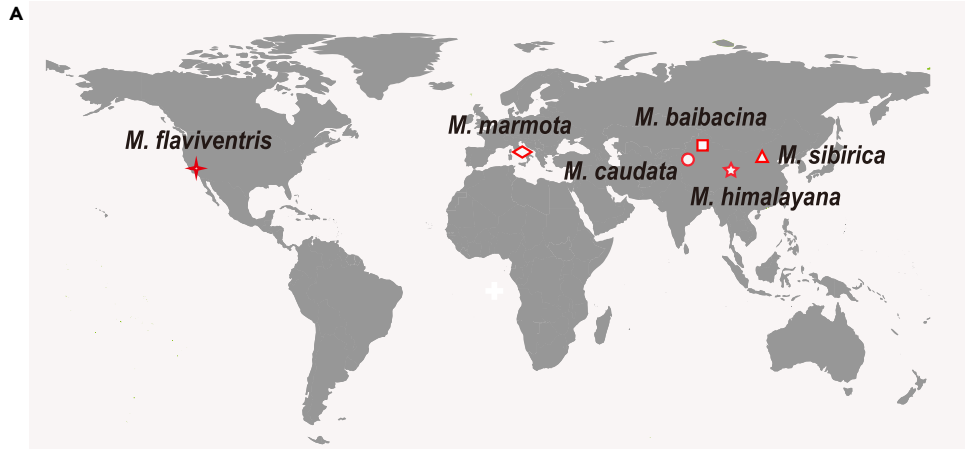 A
M. flaviventris
M. marmota
M. baibacina
M. caudata
M. sibirica
M. himalayana